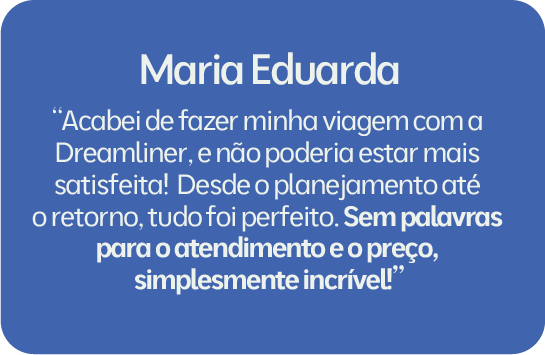 Maria Eduarda
“Acabei de fazer minha viagem com a
Dreamliner, e não poderia estar mais
satisfeita! Desde o planejamento até
o retorno, tudo foi perfeito. Sem palavras
para o atendimento e o preço,
simplesmente incrível!”